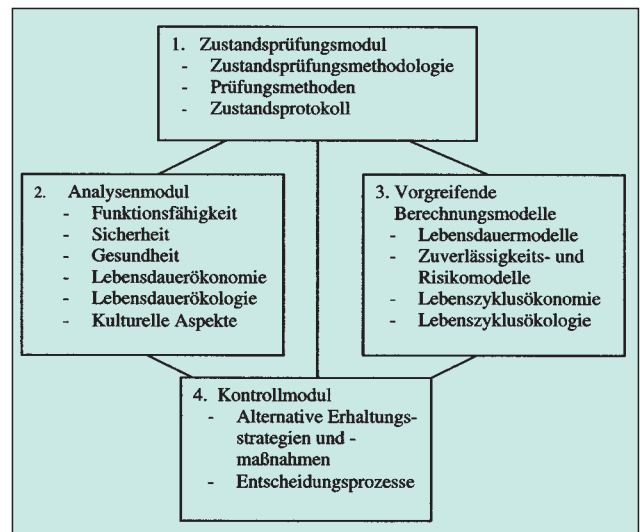 1. Zustandsprüfungsmodul
- Zustandsprüfungsmethodologie
- Prüfungsmethoden
- Zustandsprotokoll
2. Analysenmodul
- Funktionsfähigkeit
- Sicherheit
- Gesundheit
- Lebensdauerökonomie
- Lebensdauerökologie
- Kulturelle Aspekte
3. Vorgreifende
Berechnungsmodelle
- Lebensdauermodelle
- Zuverlässigkeits- und
Risikomodelle
- Lebenszyklusökonomie
- Lebenszyklusökologie
4. Kontrollmodul
- Alternative Erhaltungs-
strategien und -
maßnahmen
- Entscheidungsprozesse